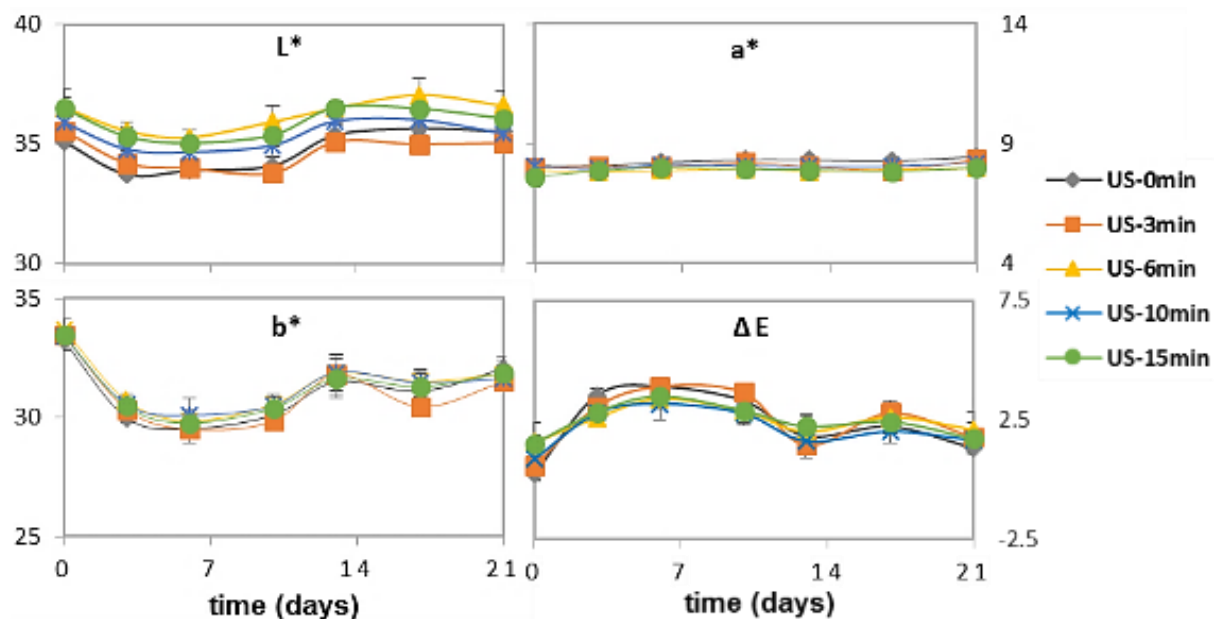 40
35
30
L*
a*
14
9
4
US-0min
US-3min
US-6min
US-10min
US-15min
35
30
25
b*
ΔE
7.5
2.5
-2.5
0 7 14 21
0 7 14 21
time (days)
time (days)